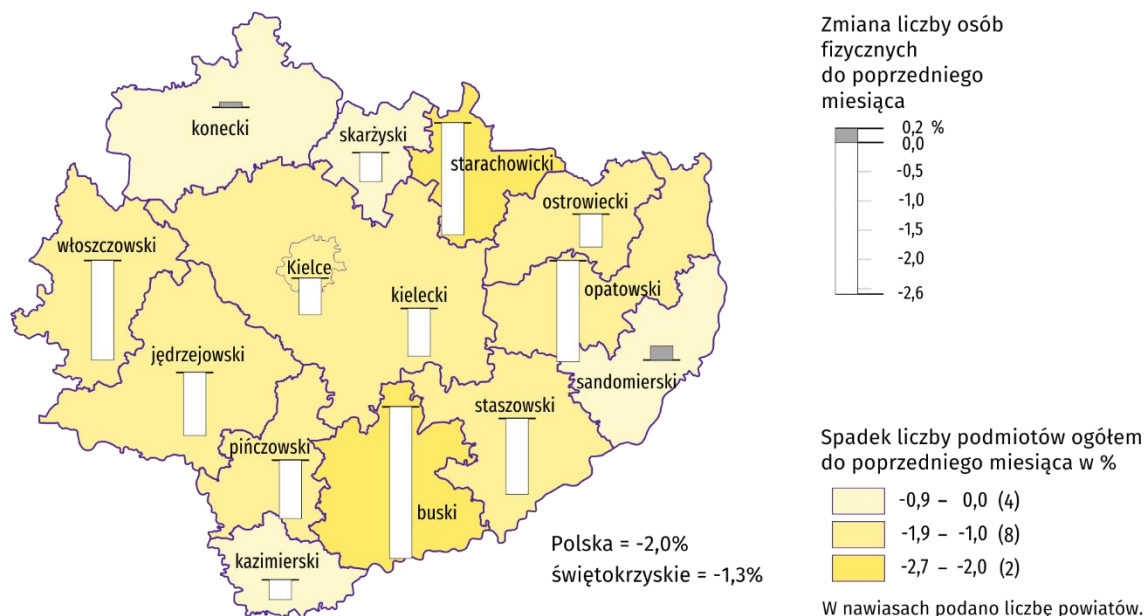 konecki
skarżyski
starachowicki
ostrowiecki
włoszczowski
Kielce
kielecki
opatowski
jędrzejowski
sandomierski
staszowski
pińczowski
buski
kazimierski
Polska = -2,0%
świętokrzyskie = -1,3%
Zmiana liczby osób
fizycznych
do poprzedniego
miesiąca
0,2 %
0,0
-0,5
-1,0
-1,5
-2,0
-2,6
Spadek liczby podmiotów ogółem
do poprzedniego miesiąca w %
-0,9 – 0,0 (4)
-1,9 – -1,0 (8)
-2,7 – -2,0 (2)
W nawiasach podano liczbę powiatów.